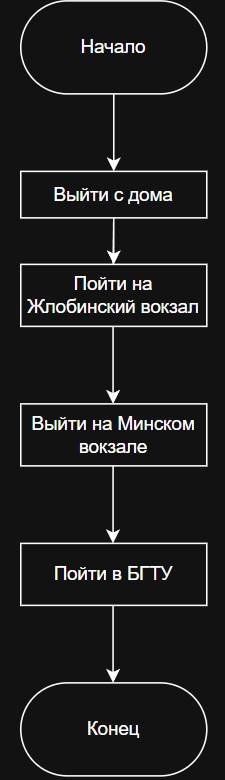 Начало
Выйти с дома
Пойти на
Жлобинский вокзал
Выйти на Минском
вокзале
Пойти в БГТУ
Конец